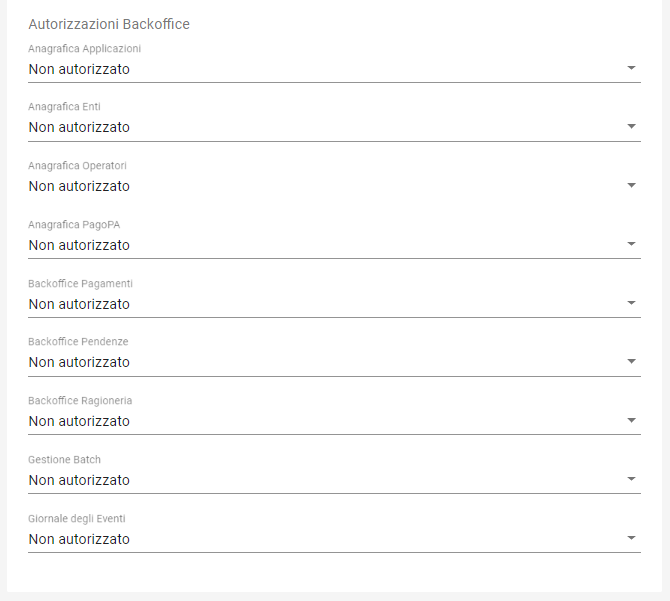 Autorizzazioni Backoffice
Anagrafica Applicazioni
Non autorizzato
Anagrafica Enti
Non autorizzato
Anagrafica Operatori
Non autorizzato
Anagrafica PagoPA
Non autorizzato
Backoffice Pagamenti
Non autorizzato
Backoffice Pendenze
Non autorizzato
Backoffice Ragioneria
Non autorizzato
Gestione Batch
Non autorizzato
Giornale degli Eventi
Non autorizzato